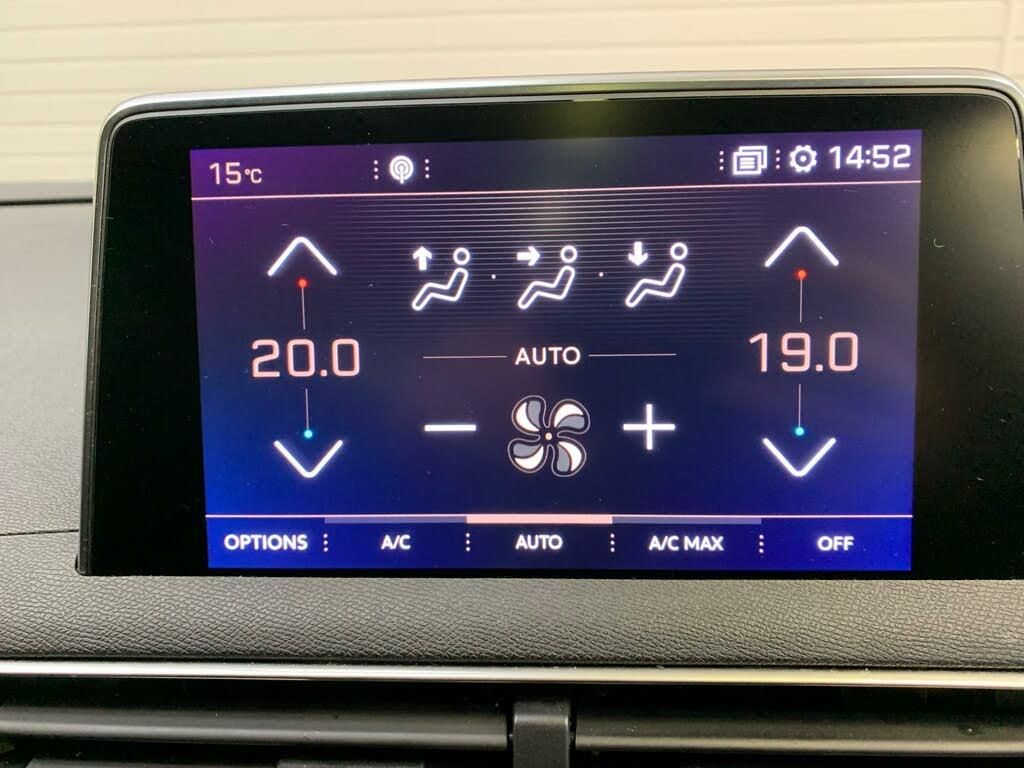 15°C 14:52
20.0 AUTO 19.0
OPTIONS A/C AUTO A/C MAX OFF